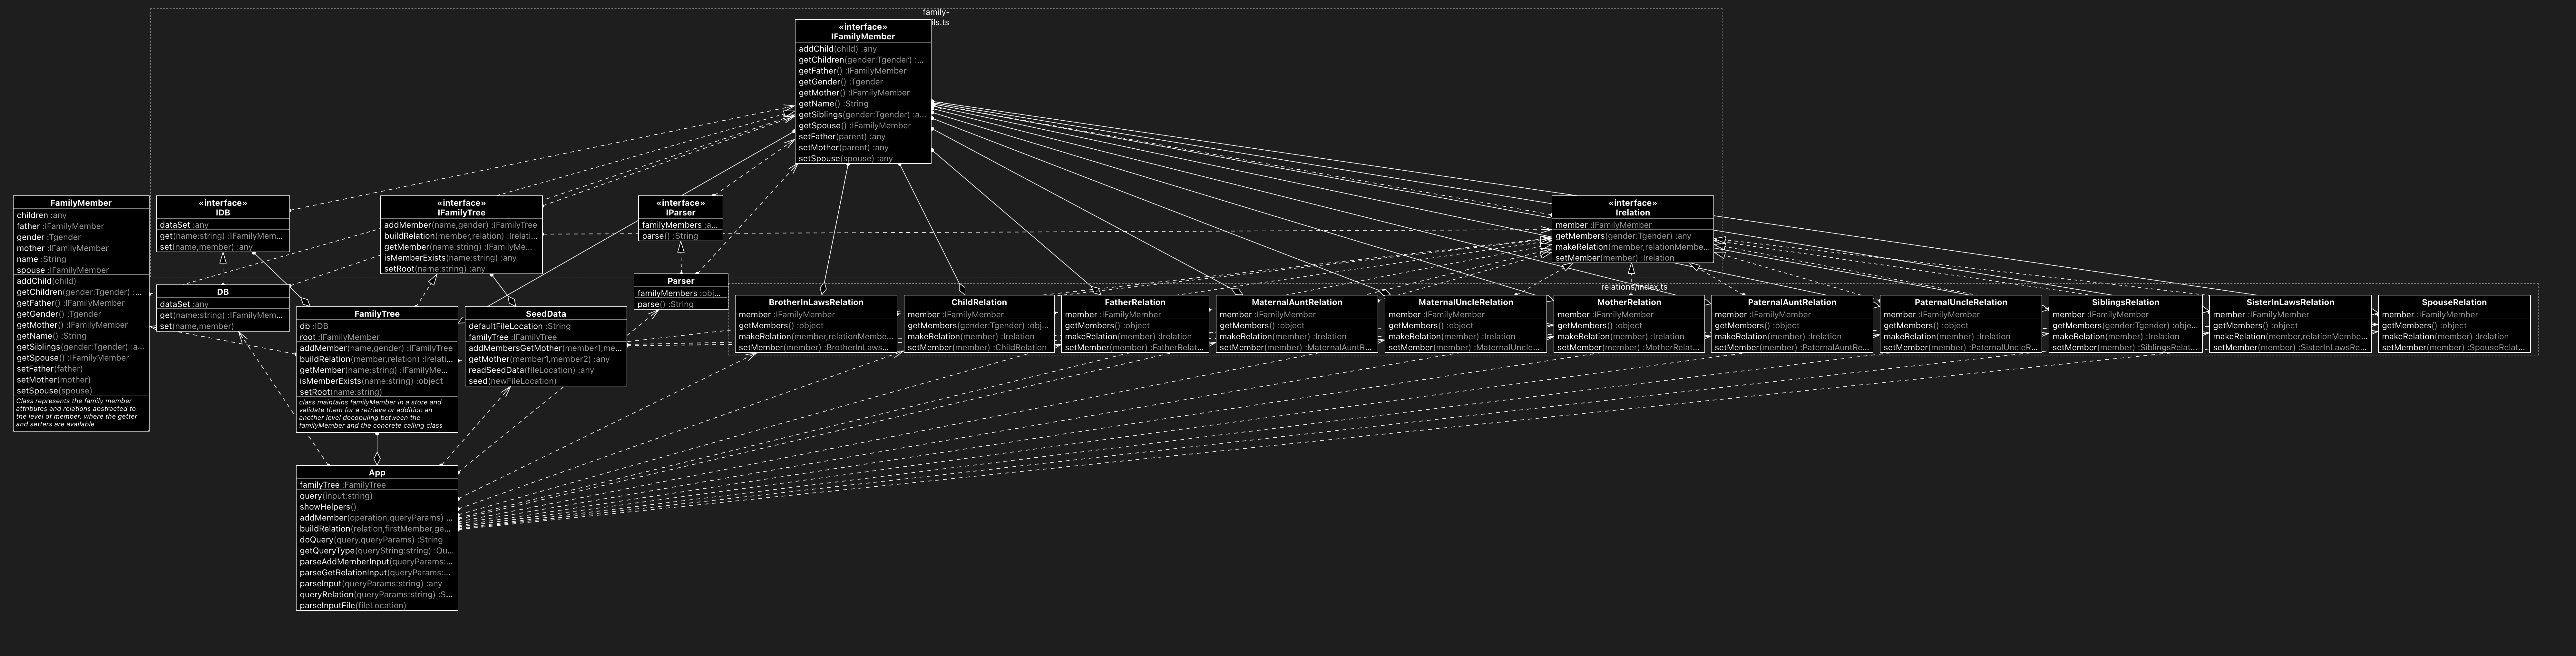 family-
ils.ts
«interface»
IFamilyMember
addChild(child) :any
getChildren(gender:Tgender) :...
getFather() :IFamilyMember
getGender() :Tgender
getMother() :IFamilyMember
getName() :String
getSiblings(gender:Tgender) :a...
getSpouse() :IFamilyMember
setFather(parent) :any
setMother(parent) :any
setSpouse(spouse) :any
FamilyMember
children :any
father :IFamilyMember
gender :Tgender
mother :IFamilyMember
name :String
spouse :IFamilyMember
addChild(child)
getChildren(gender:Tgender) :...
getFather() :IFamilyMember
getGender() :Tgender
getMother() :IFamilyMember
getName() :String
getSiblings(gender:Tgender) :a...
getSpouse() :IFamilyMember
setFather(father)
setMother(mother)
setSpouse(spouse)
Class represents the family member
attributes and relations abstracted to
the level of member, where the getter
and setters are available
«interface»
IDB
dataSet :any
get(name:string) :IFamilyMem...
set(name,member) :any
«interface»
IFamilyTree
addMember(name,gender) :IFamilyTree
buildRelation(member,relation) :Irelati...
getMember(name:string) :IFamilyMe...
isMemberExists(name:string) :any
setRoot(name:string) :any
«interface»
IParser
familyMembers :a...
parse() :String
«interface»
Irelation
member :IFamilyMember
getMembers(gender:Tgender) :any
makeRelation(member,relationMembe...
setMember(member) :Irelation
DB
dataSet :any
get(name:string) :IFamilyMem...
set(name,member)
Parser
familyMembers :obj...
parse() :String
relations/index.ts
FamilyTree
db :IDB
root :IFamilyMember
addMember(name,gender) :IFamilyTree
buildRelation(member,relation) :Irelati...
getMember(name:string) :IFamilyMe...
isMemberExists(name:string) :object
setRoot(name:string)
class maintains familyMember in a store and
validate them for a retrieve or addition an
another level decopuling between the
familyMember and the concrete calling class
SeedData
defaultFileLocation :String
familyTree :IFamilyTree
addMembersGetMother(member1,me...
getMother(member1,member2) :any
readSeedData(fileLocation) :any
seed(newFileLocation)
BrotherInLawsRelation
member :IFamilyMember
getMembers() :object
makeRelation(member,relationMembe...
setMember(member) :BrotherInLaws...
ChildRelation
member :IFamilyMember
getMembers(gender:Tgender) :obj...
makeRelation(member) :Irelation
setMember(member) :ChildRelation
FatherRelation
member :IFamilyMember
getMembers() :object
makeRelation(member) :Irelation
setMember(member) :FatherRelat...
MaternalAuntRelation
member :IFamilyMember
getMembers() :object
makeRelation(member) :Irelation
setMember(member) :MaternalAuntR...
MaternalUncleRelation
member :IFamilyMember
getMembers() :object
makeRelation(member) :Irelation
setMember(member) :MaternalUncle...
MotherRelation
member :IFamilyMember
getMembers() :object
makeRelation(member) :Irelation
setMember(member) :MotherRelat...
PaternalAuntRelation
member :IFamilyMember
getMembers() :object
makeRelation(member) :Irelation
setMember(member) :PaternalAuntRe...
PaternalUncleRelation
member :IFamilyMember
getMembers() :object
makeRelation(member) :Irelation
setMember(member) :PaternalUncleR...
SiblingsRelation
member :IFamilyMember
getMembers(gender:Tgender) :obje...
makeRelation(member) :Irelation
setMember(member) :SiblingsRelat...
SisterInLawsRelation
member :IFamilyMember
getMembers() :object
makeRelation(member,relationMembe...
setMember(member) :SisterInLawsRe...
SpouseRelation
member :IFamilyMember
getMembers() :object
makeRelation(member) :Irelation
setMember(member) :SpouseRelat...
App
familyTree :FamilyTree
query(input:string)
showHelpers()
addMember(operation,queryParams) ...
buildRelation(relation,firstMember,ge...
doQuery(query,queryParams) :String
getQueryType(queryString:string) :Qu...
parseAddMemberInput(queryParams:...
parseGetRelationInput(queryParams:...
parseInput(queryParams:string) :any
queryRelation(queryParams:string) :S...
parseInputFile(fileLocation)